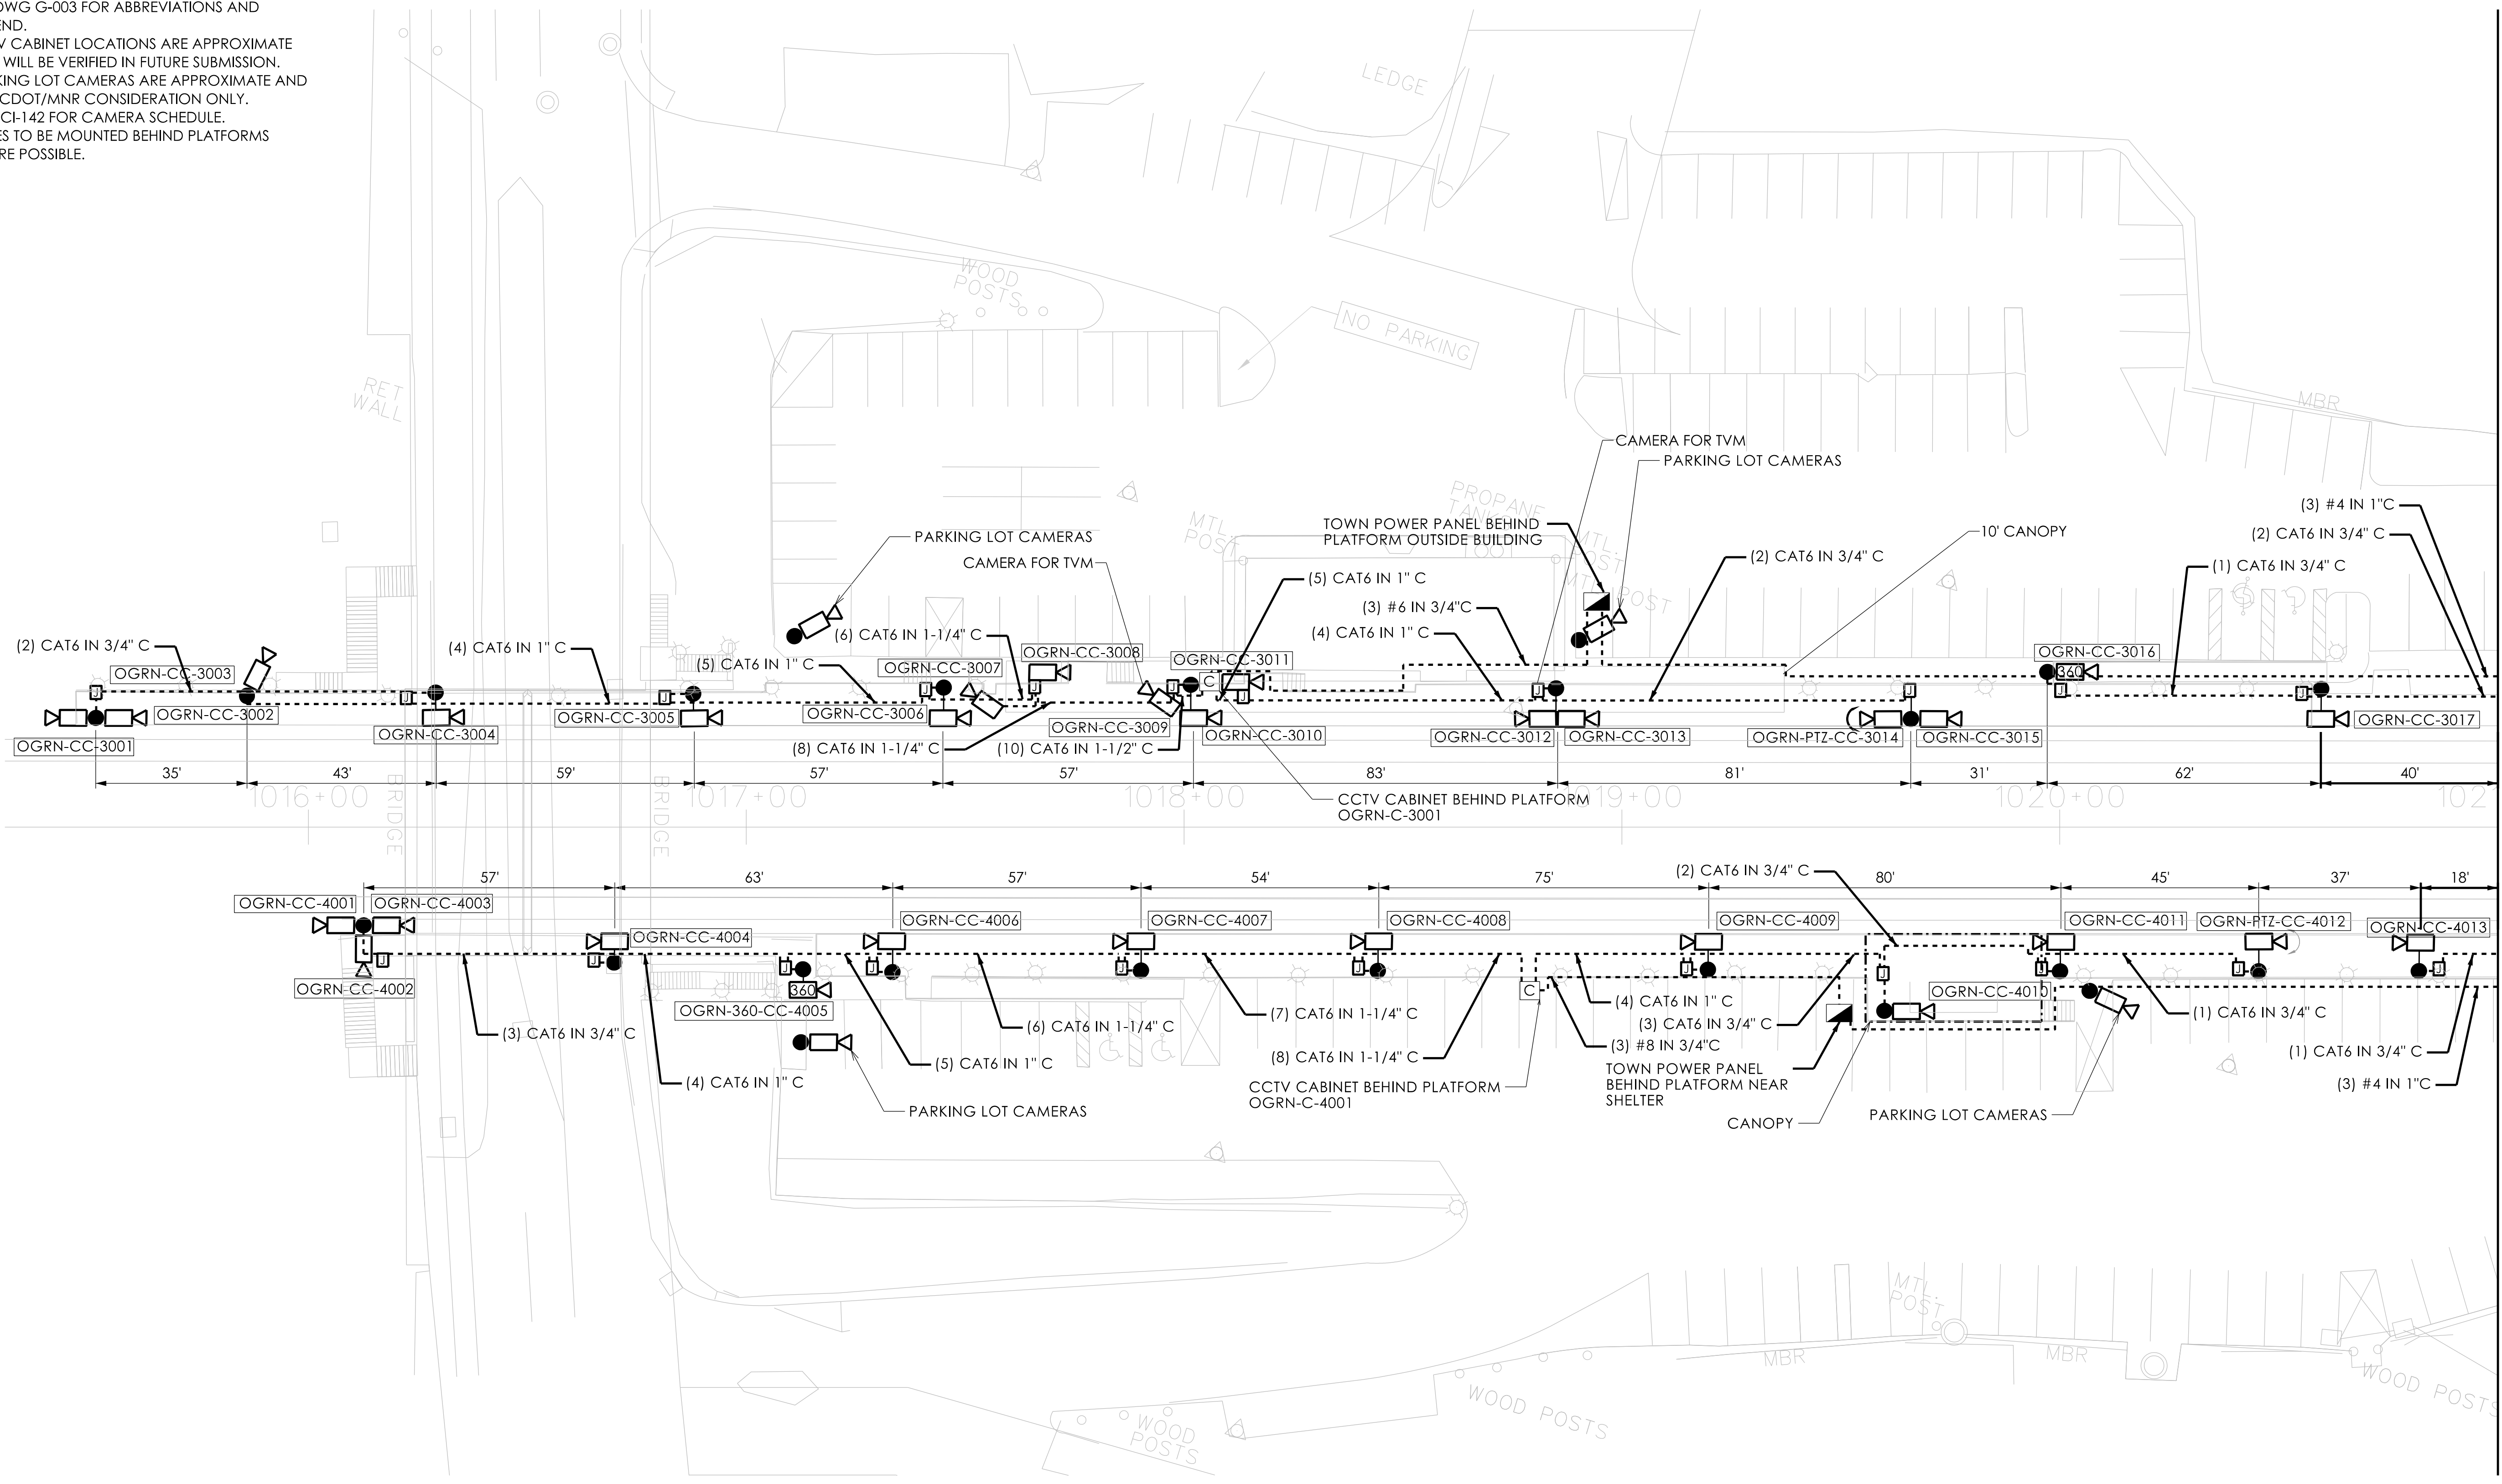 DWG G-003 FOR ABBREVIATIONS AND
CABINET LOCATIONS ARE APPROXIMATE
WILL BE VERIFIED IN FUTURE SUBMISSION.
LOT CAMERAS ARE APPROXIMATE AND
CDOT/MNR CONSIDERATION ONLY.
CI-142 FOR CAMERA SCHEDULE.
TO BE MOUNTED BEHIND PLATFORMS
POSSIBLE.
LEDGE
WOOD
POSTS
NO PARKING
RET
WALL
MBR
CAMERA FOR TVM
PARKING LOT CAMERAS
PROPANE
TANKS
MTL.
POST
MTL.
POST
MTL. POST
TOWN POWER PANEL BEHIND
PLATFORM OUTSIDE BUILDING
PARKING LOT CAMERAS
CAMERA FOR TVM
10' CANOPY
(3) #4 IN 1"C
(2) CAT6 IN 3/4" C
(1) CAT6 IN 3/4" C
(2) CAT6 IN 3/4" C
(5) CAT6 IN 1" C
(3) #6 IN 3/4"C
(4) CAT6 IN 1" C
(6) CAT6 IN 1-1/4" C
(5) CAT6 IN 1" C
(4) CAT6 IN 1" C
(2) CAT6 IN 3/4" C
OGRN-CC-3003
OGRN-CC-3007
OGRN-CC-3008
OGRN-CC-3011
OGRN-CC-3016
J
J
J
J
J
J
C
J
J
J
360
J
J
OGRN-CC-3001
OGRN-CC-3002
OGRN-CC-3004
OGRN-CC-3005
OGRN-CC-3006
OGRN-CC-3009
OGRN-CC-3010
OGRN-CC-3012
OGRN-CC-3013
OGRN-PTZ-CC-3014
OGRN-CC-3015
OGRN-CC-3017
(8) CAT6 IN 1-1/4" C
(10) CAT6 IN 1-1/2" C
35'
43'
59'
57'
57'
83'
81'
31'
62'
40'
CCTV CABINET BEHIND PLATFORM
OGRN-C-3001
1016+00
1017+00
1018+00
1019+00
1020+00
102
BRIDGE
BRIDGE
57'
63'
57'
54'
75'
80'
45'
37'
18'
(2) CAT6 IN 3/4" C
OGRN-CC-4001
OGRN-CC-4003
OGRN-CC-4004
OGRN-CC-4006
OGRN-CC-4007
OGRN-CC-4008
OGRN-CC-4009
OGRN-CC-4011
OGRN-PTZ-CC-4012
OGRN-CC-4013
J
J
J
J
J
J
J
J
J
J
J
360
C
OGRN-CC-4002
OGRN-360-CC-4005
OGRN-CC-4010
(3) CAT6 IN 3/4" C
(4) CAT6 IN 1" C
(5) CAT6 IN 1" C
(6) CAT6 IN 1-1/4" C
(7) CAT6 IN 1-1/4" C
(8) CAT6 IN 1-1/4" C
(4) CAT6 IN 1" C
(3) CAT6 IN 3/4" C
(3) #8 IN 3/4"C
(1) CAT6 IN 3/4" C
(1) CAT6 IN 3/4" C
(3) #4 IN 1"C
CCTV CABINET BEHIND PLATFORM
OGRN-C-4001
TOWN POWER PANEL
BEHIND PLATFORM NEAR
SHELTER
CANOPY
PARKING LOT CAMERAS
PARKING LOT CAMERAS
MTL.
POST
MBR
MBR
WOOD POSTS
WOOD POSTS
WOOD
POSTS